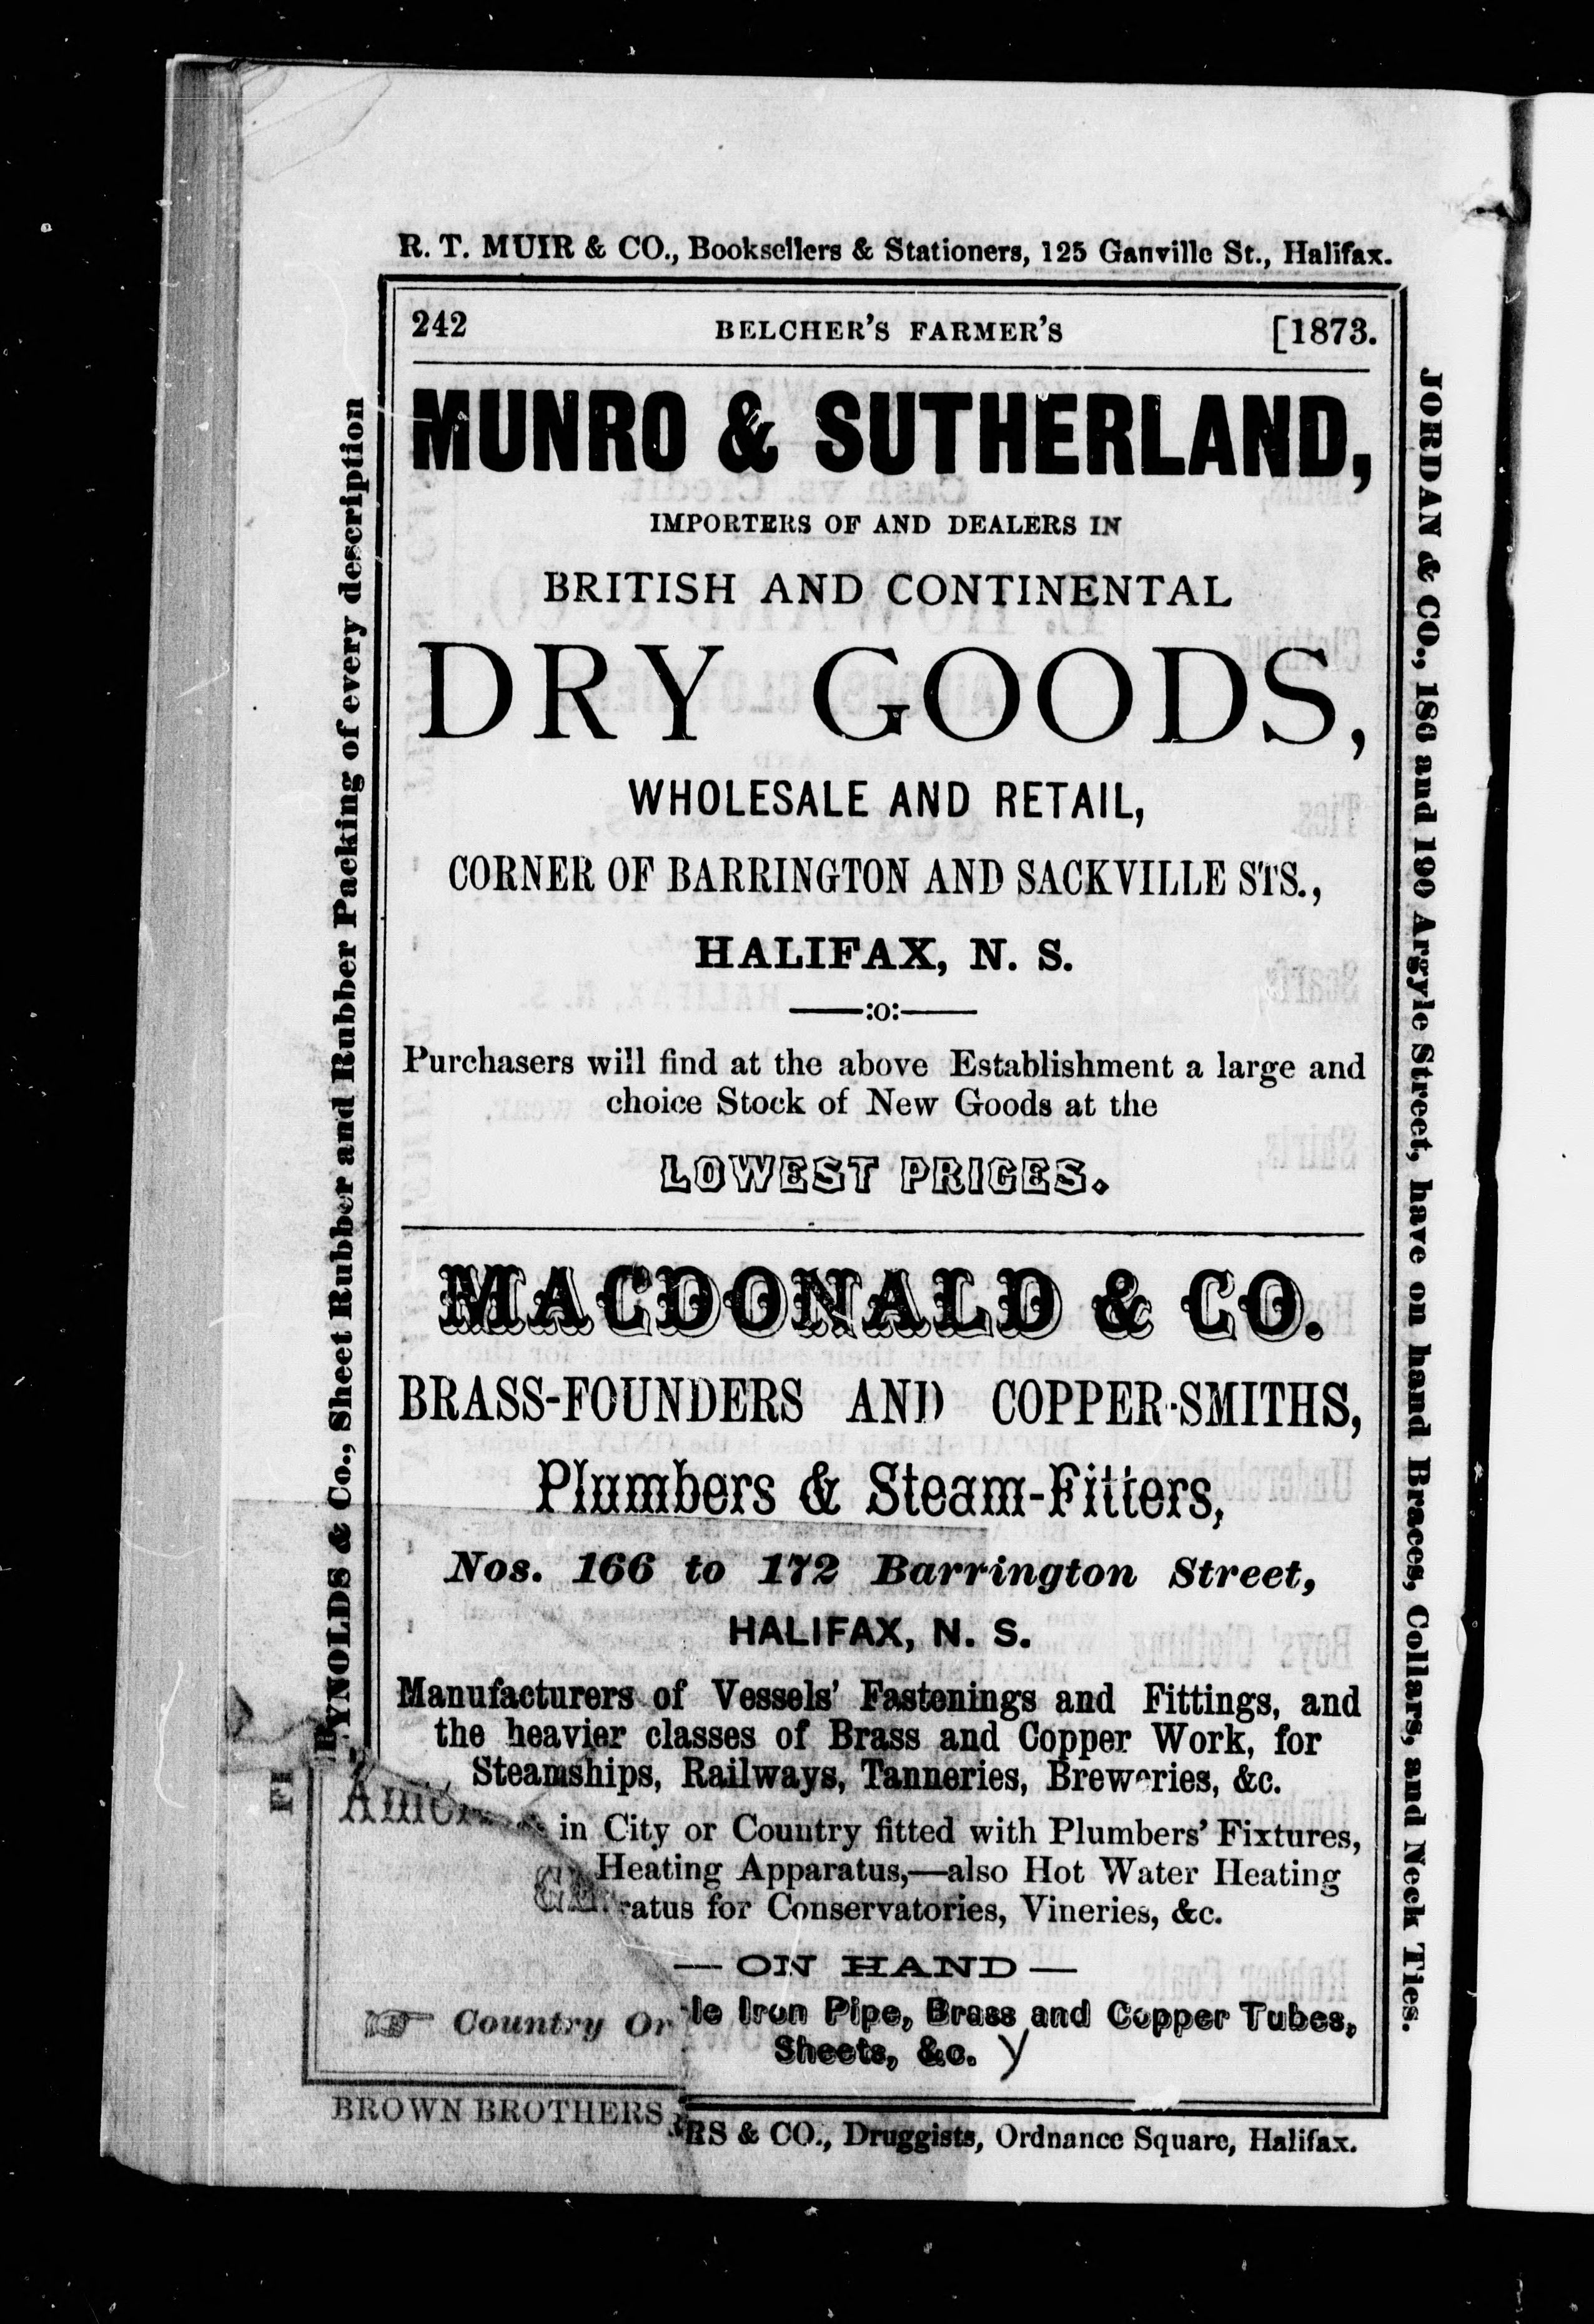 R. T. MUIR & CO., Booksellers & Stationers, 125 Ganville St., Halifax.
242 BELCHER'S FARMER'S [1873.
MUNRO & SUTHERLAND,
IMPORTERS OF AND DEALERS IN
BRITISH AND CONTINENTAL
DRY GOODS,
WHOLESALE AND RETAIL,
CORNER OF BARRINGTON AND SACKVILLE STS.,
HALIFAX, N. S.
——:o:——
Purchasers will find at the above Establishment a large and
choice Stock of New Goods at the
LOWEST PRICES.
MACDONALD & CO.
BRASS-FOUNDERS AND COPPER-SMITHS,
Plumbers & Steam-Fitters,
Nos. 166 to 172 Barrington Street,
HALIFAX, N. S.
Manufacturers of Vessels' Fastenings and Fittings, and
the heavier classes of Brass and Copper Work, for
Steamships, Railways, Tanneries, Breweries, &c.
in City or Country fitted with Plumbers' Fixtures,
Heating Apparatus,—also Hot Water Heating
ratus for Conservatories, Vineries, &c.
— ON HAND —
Country Or
le Iron Pipe, Brass and Copper Tubes,
Sheets, &c.
BROWN BROTHERS
RS & CO., Druggists, Ordnance Square, Halifax.
YNOLDS & Co., Sheet Rubber and Rubber Packing of every description
JORDAN & CO., 186 and 190 Argyle Street, have on hand Braces, Collars, and Neck Ties.